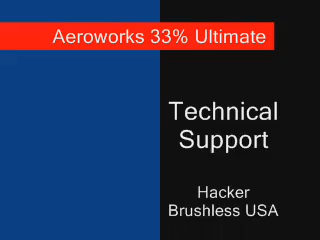 Aeroworks 33% Ultimate
Technical
Support
Hacker
Brushless USA